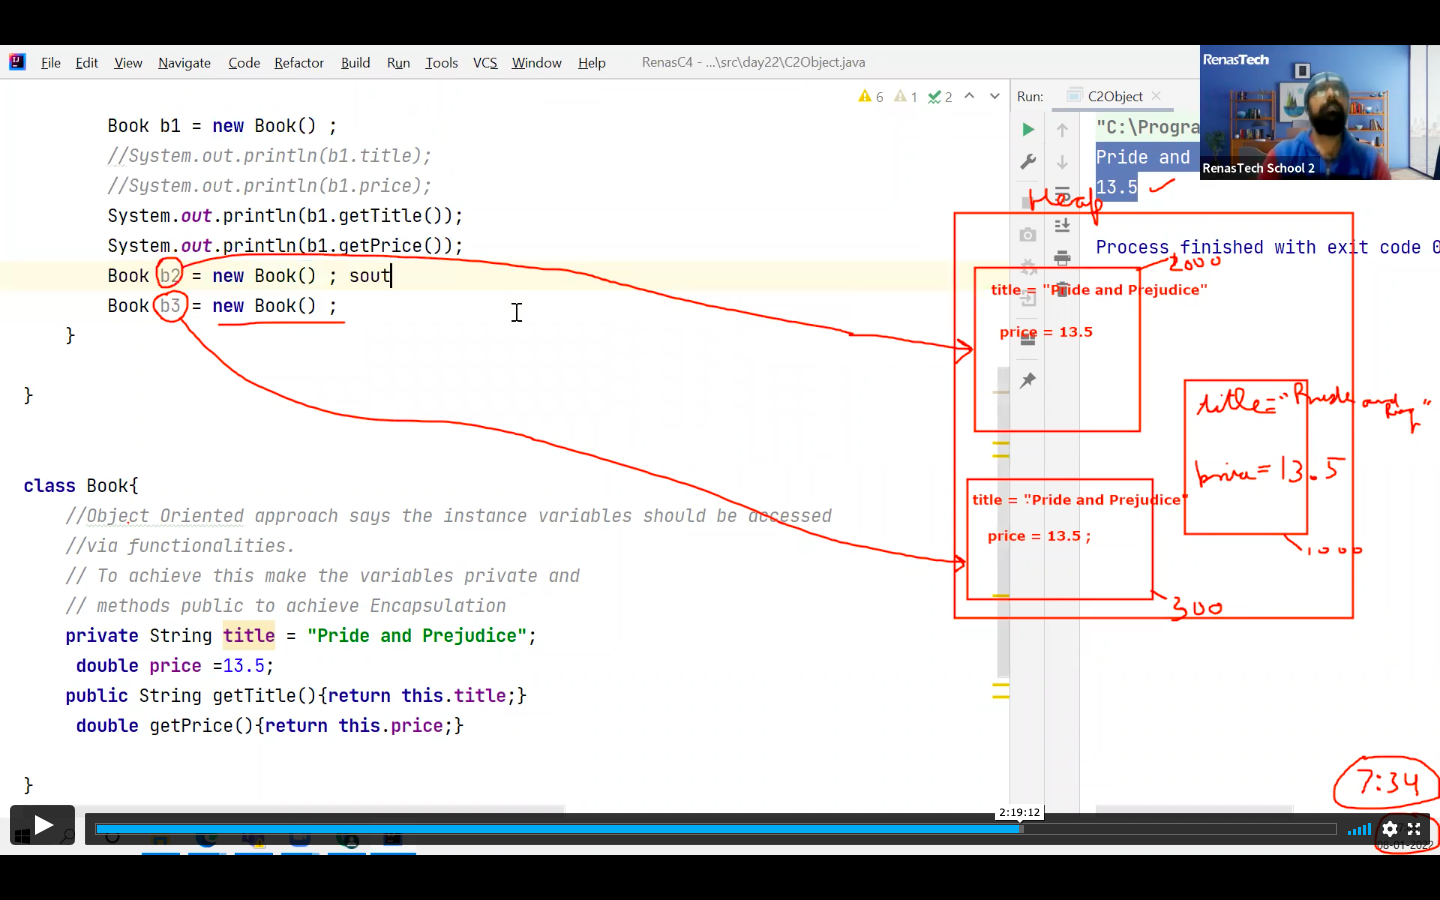 File Edit View Navigate Code Refactor Build Run Tools VCS Window Help RenasC4 - ...\src\day22\C2Object.java
RenasTech
RenasTech School 2
6 1 2
Run: C2Object
Book b1 = new Book() ;
//System.out.println(b1.title);
//System.out.println(b1.price);
System.out.println(b1.getTitle());
System.out.println(b1.getPrice());
Book b2 = new Book() ; sout
Book b3 = new Book() ;
}
}
class Book{
//Object Oriented approach says the instance variables should be accessed
//via functionalities.
// To achieve this make the variables private and
// methods public to achieve Encapsulation
private String title = "Pride and Prejudice";
double price =13.5;
public String getTitle(){return this.title;}
double getPrice(){return this.price;}
}
"C:\Progra
Pride and
13.5
Process finished with exit code 0
Heap
2000
title = "Pride and Prejudice"
price = 13.5
title="Pride and
price=13.5
1000
title = "Pride and Prejudice"
price = 13.5 ;
300
7:34
2:19:12
08-01-2022